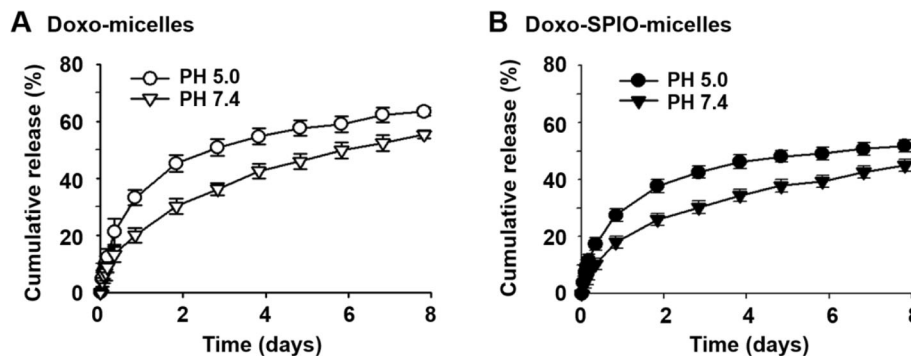 A Doxo-micelles
Cumulative release (%)
80
60
40
20
0
PH 5.0
PH 7.4
0 2 4 6 8
Time (days)
B Doxo-SPIO-micelles
Cumulative release (%)
80
60
40
20
0
PH 5.0
PH 7.4
0 2 4 6 8
Time (days)